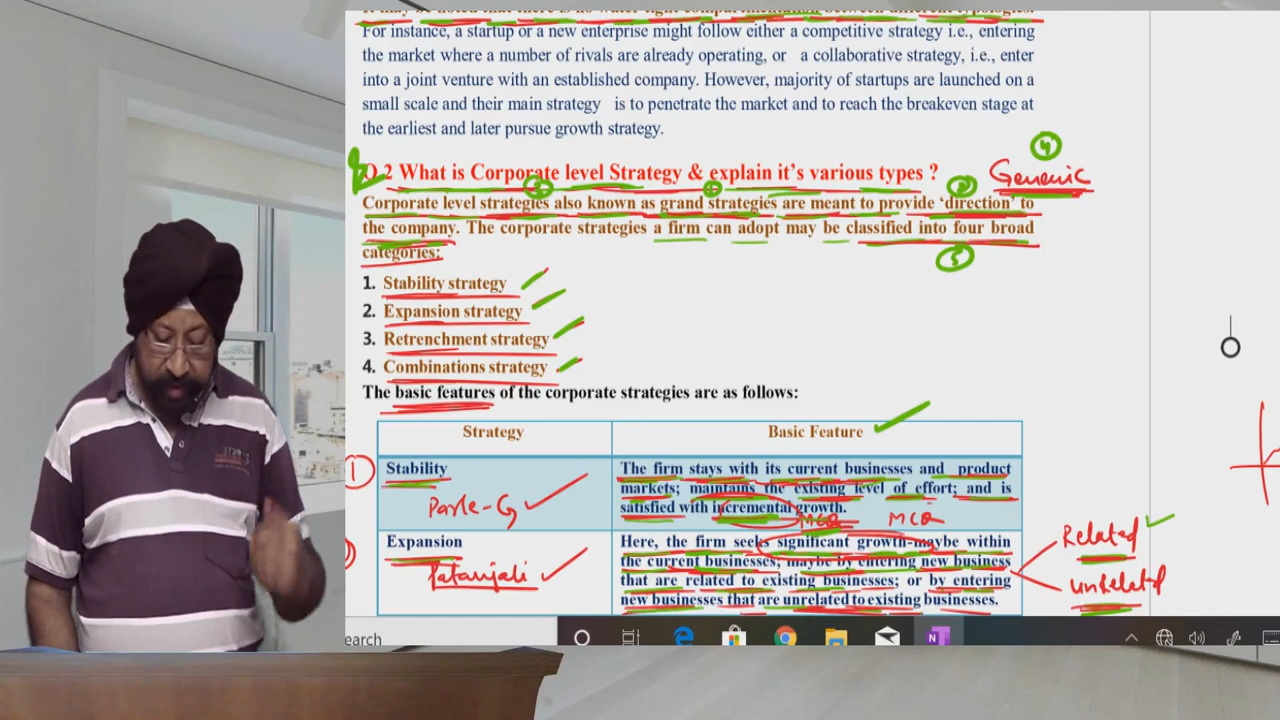 For instance, a startup or a new enterprise might follow either a competitive strategy i.e., entering
the market where a number of rivals are already operating, or a collaborative strategy, i.e., enter
into a joint venture with an established company. However, majority of startups are launched on a
small scale and their main strategy is to penetrate the market and to reach the breakeven stage at
the earliest and later pursue growth strategy.
4
Q 2 What is Corporate level Strategy & explain it's various types ? Generic
Corporate level strategies also known as grand strategies are meant to provide 'direction' to
the company. The corporate strategies a firm can adopt may be classified into four broad
categories:
1. Stability strategy
2. Expansion strategy
3. Retrenchment strategy
4. Combinations strategy
The basic features of the corporate strategies are as follows:
Strategy Basic Feature
1 Stability
Parle-G
The firm stays with its current businesses and product
markets; maintains the existing level of effort; and is
satisfied with incremental growth.
MCQ MCQ
Expansion
Patanjali
Here, the firm seeks significant growth-maybe within
the current businesses; maybe by entering new business
that are related to existing businesses; or by entering
new businesses that are unrelated to existing businesses.
Related
unrelated
earch